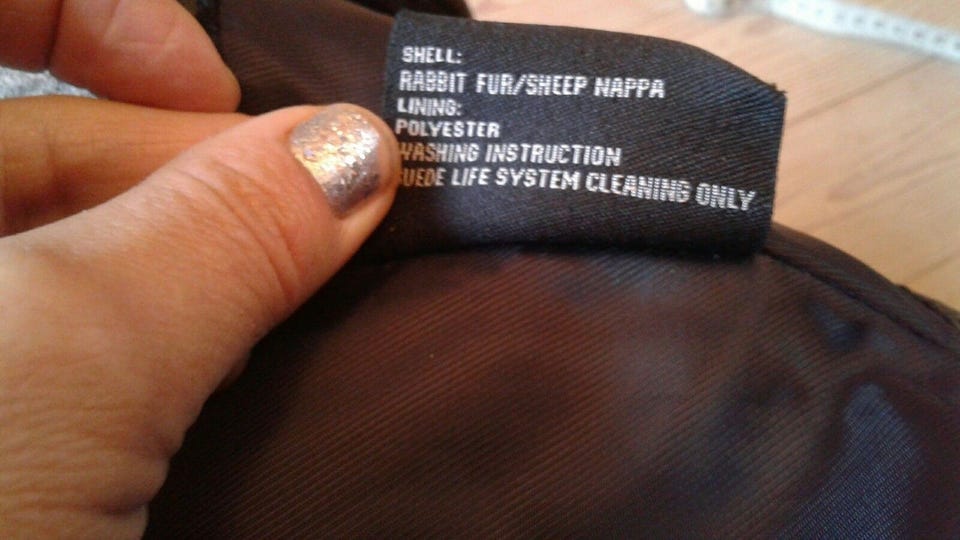 SHELL:
RABBIT FUR/SHEEP NAPPA
LINING:
POLYESTER
WASHING INSTRUCTION
SUEDE LIFE SYSTEM CLEANING ONLY